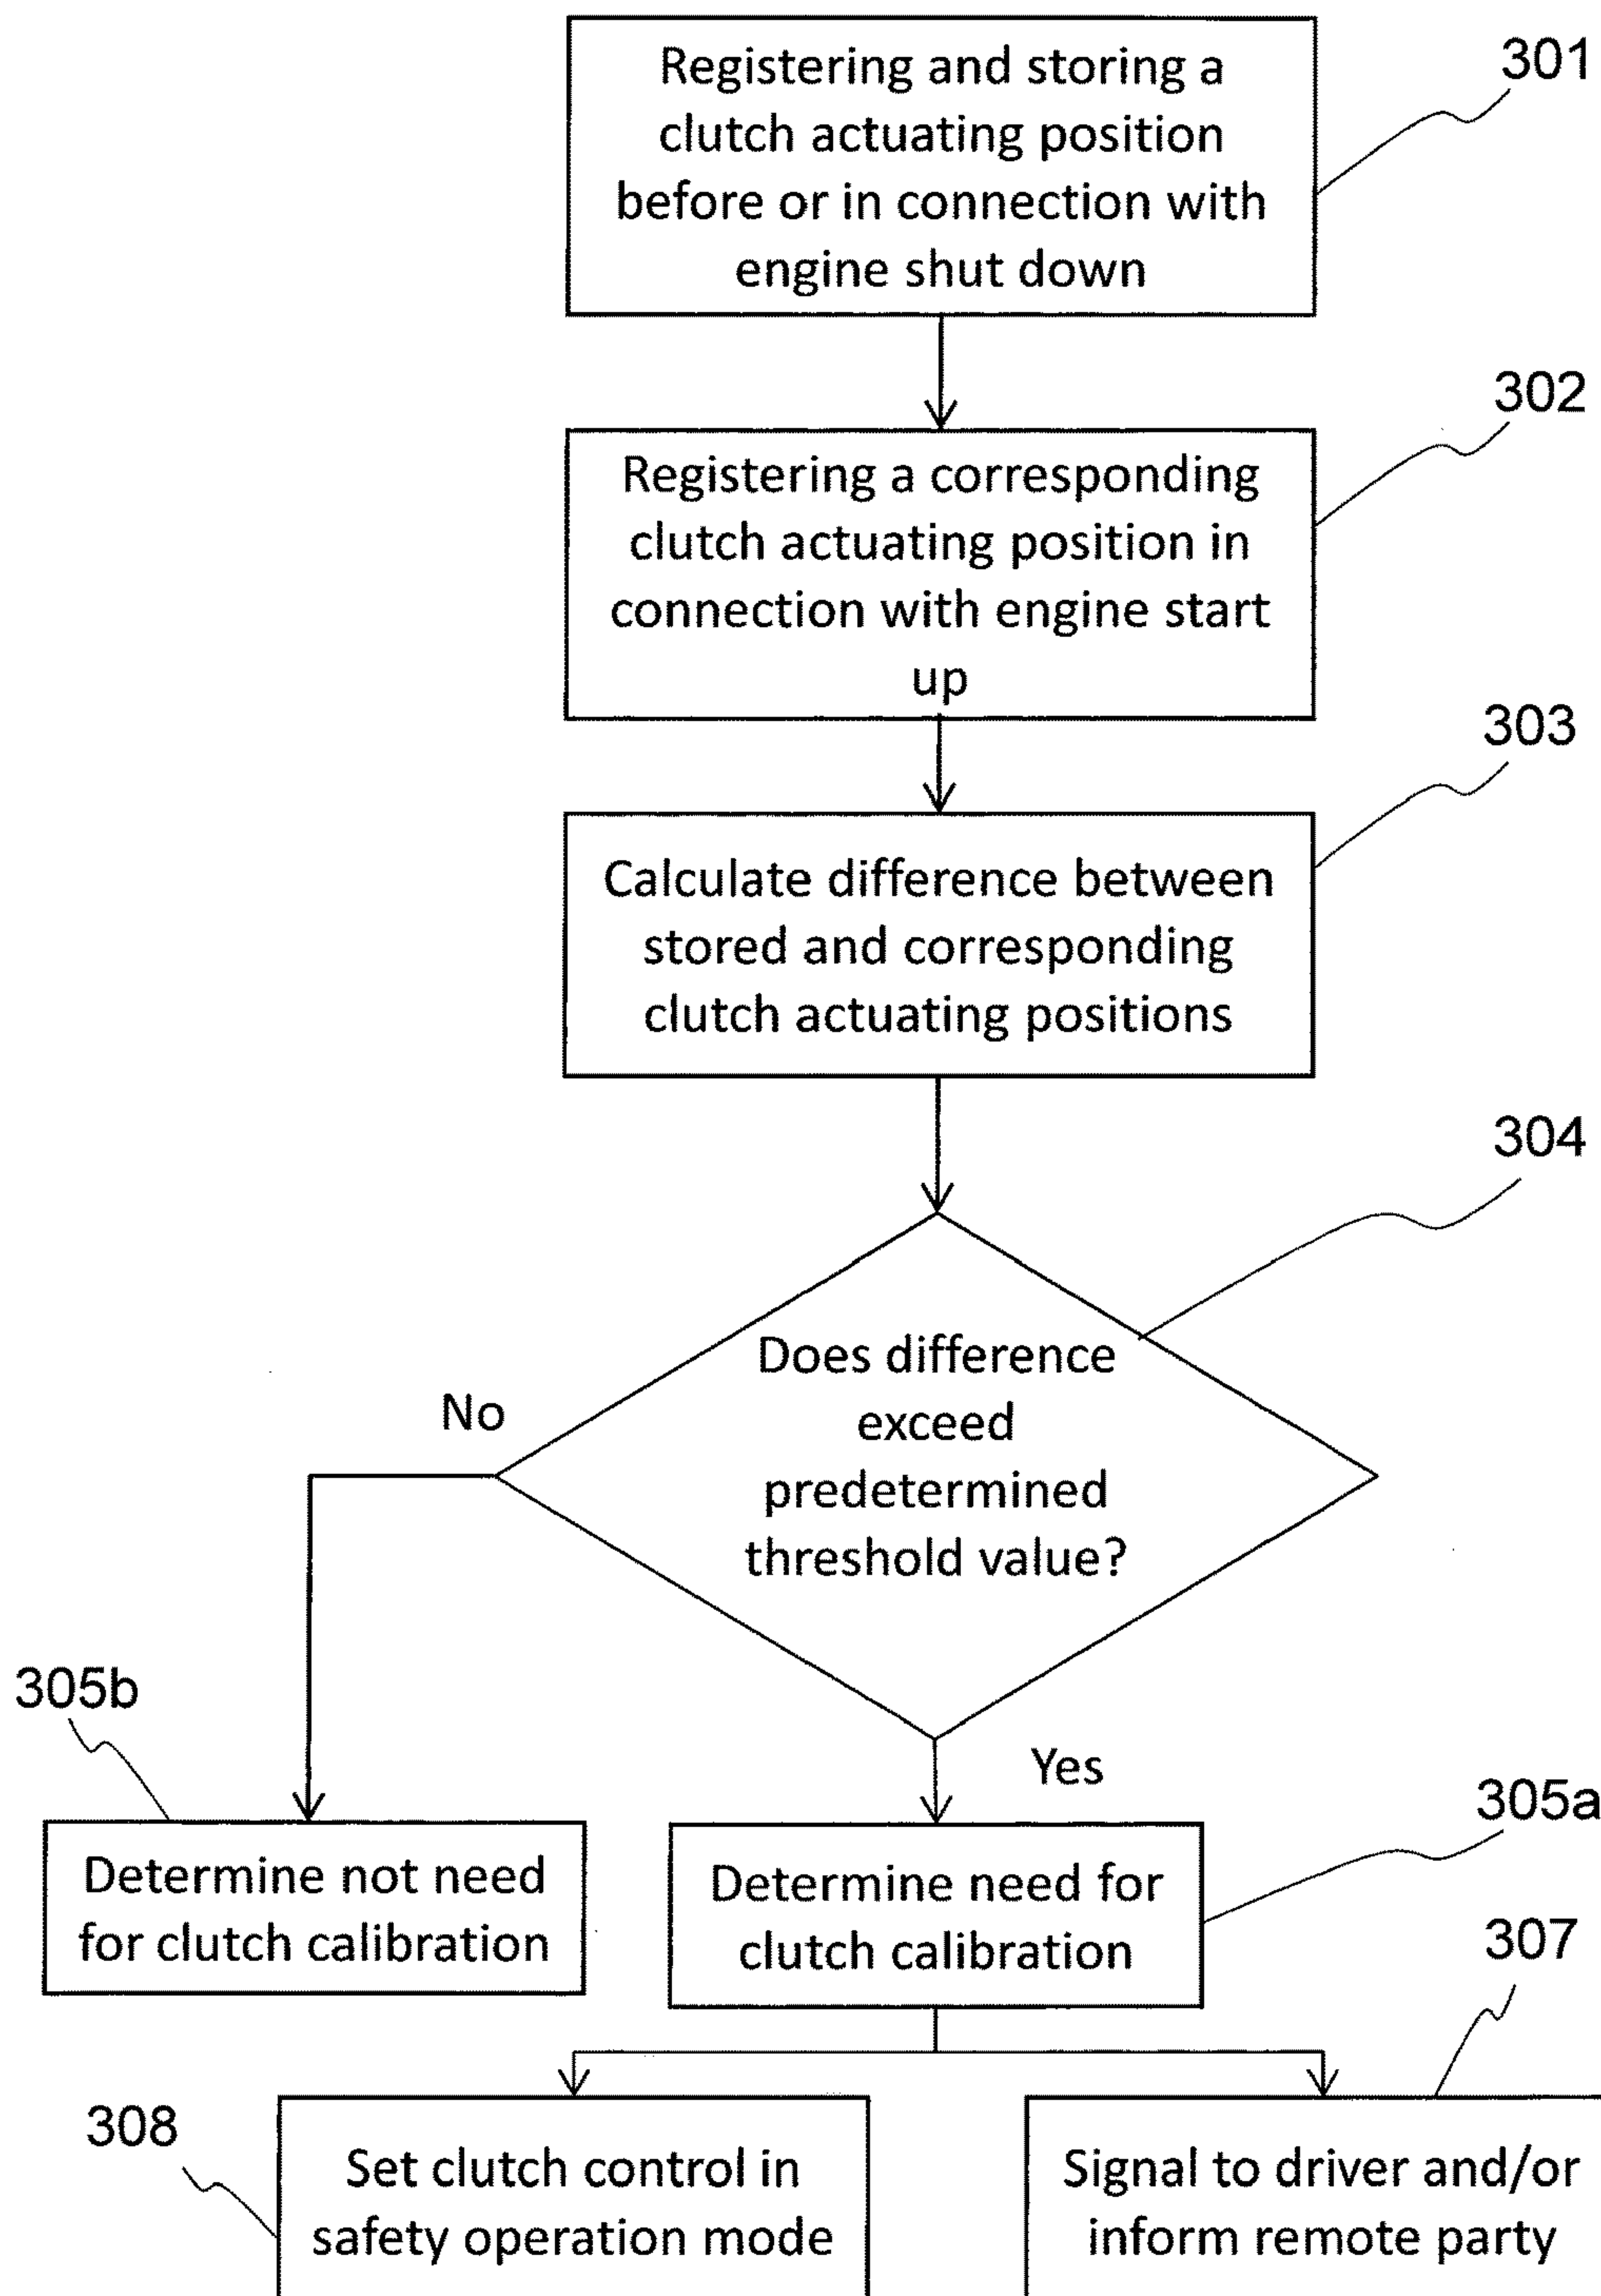 Registering and storing a
clutch actuating position
before or in connection with
engine shut down
301
Registering a corresponding
clutch actuating position in
connection with engine start
up
302
Calculate difference between
stored and corresponding
clutch actuating positions
303
Does difference
exceed
predetermined
threshold value?
304
No
Yes
305b
Determine not need
for clutch calibration
305a
Determine need for
clutch calibration
308
Set clutch control in
safety operation mode
307
Signal to driver and/or
inform remote party